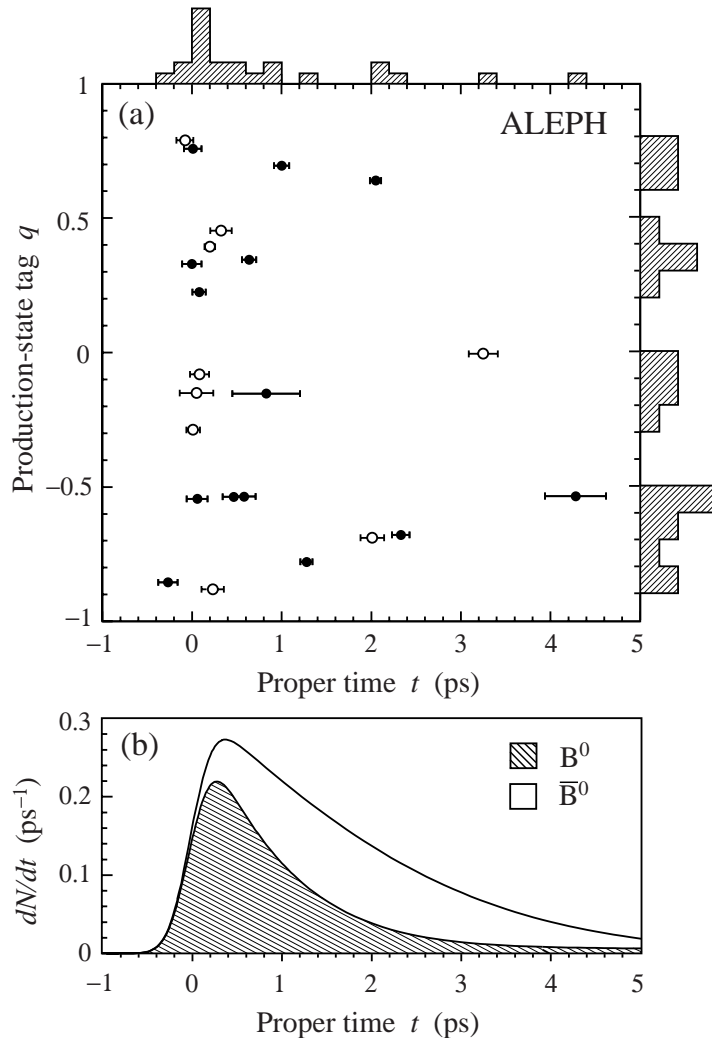 (a)
ALEPH
Production-state tag q
1
0.5
0
−0.5
−1
−1 0 1 2 3 4 5
Proper time t (ps)
(b)
B⁰
B̅⁰
dN/dt (ps⁻¹)
0.3
0.2
0.1
0
−1 0 1 2 3 4 5
Proper time t (ps)